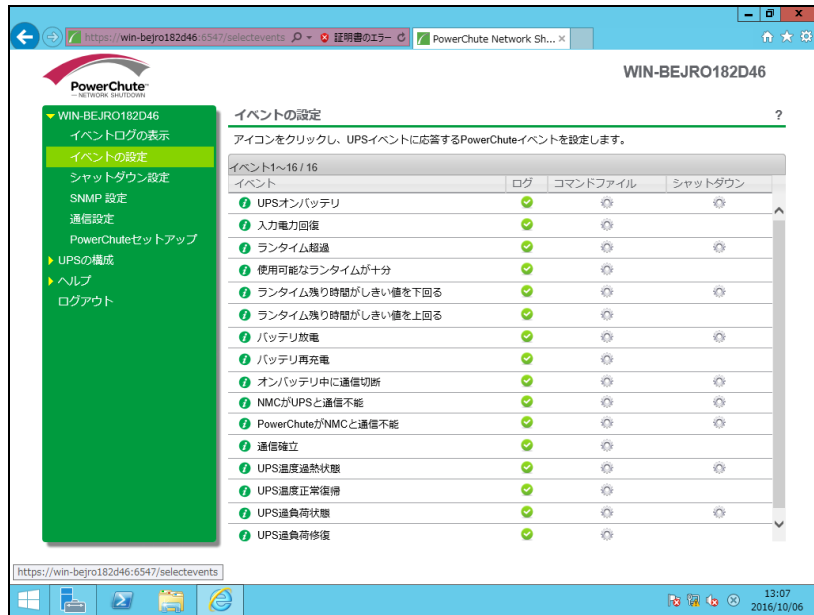 https://win-bejro182d46:6547/selectevents
証明書のエラー
PowerChute Network Sh...
PowerChute
NETWORK SHUTDOWN
WIN-BEJRO182D46
WIN-BEJRO182D46
イベントログの表示
イベントの設定
シャットダウン設定
SNMP 設定
通信設定
PowerChuteセットアップ
UPSの構成
ヘルプ
ログアウト
イベントの設定 ?
アイコンをクリックし、UPSイベントに応答するPowerChuteイベントを設定します。
イベント1~16 / 16
イベント ログ コマンドファイル シャットダウン
UPSオンバッテリ
入力電力回復
ランタイム超過
使用可能なランタイムが十分
ランタイム残り時間がしきい値を下回る
ランタイム残り時間がしきい値を上回る
バッテリ放電
バッテリ再充電
オンバッテリ中に通信切断
NMCがUPSと通信不能
PowerChuteがNMCと通信不能
通信確立
UPS温度過熱状態
UPS温度正常復帰
UPS過負荷状態
UPS過負荷修復
https://win-bejro182d46:6547/selectevents
13:07
2016/10/06